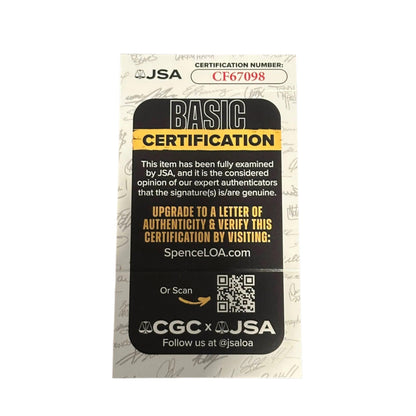 CERTIFICATION NUMBER:
JSA
CF67098
BASIC
CERTIFICATION
This item has been fully examined
by JSA, and it is the considered
opinion of our expert authenticators
that the signature(s) is/are genuine.
UPGRADE TO A LETTER OF
AUTHENTICITY & VERIFY THIS
CERTIFICATION BY VISITING:
SpenceLOA.com
Or Scan
CGC x JSA
Follow us at @jsaloa